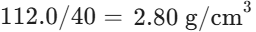 112.0/40 = 2.80 g/cm³